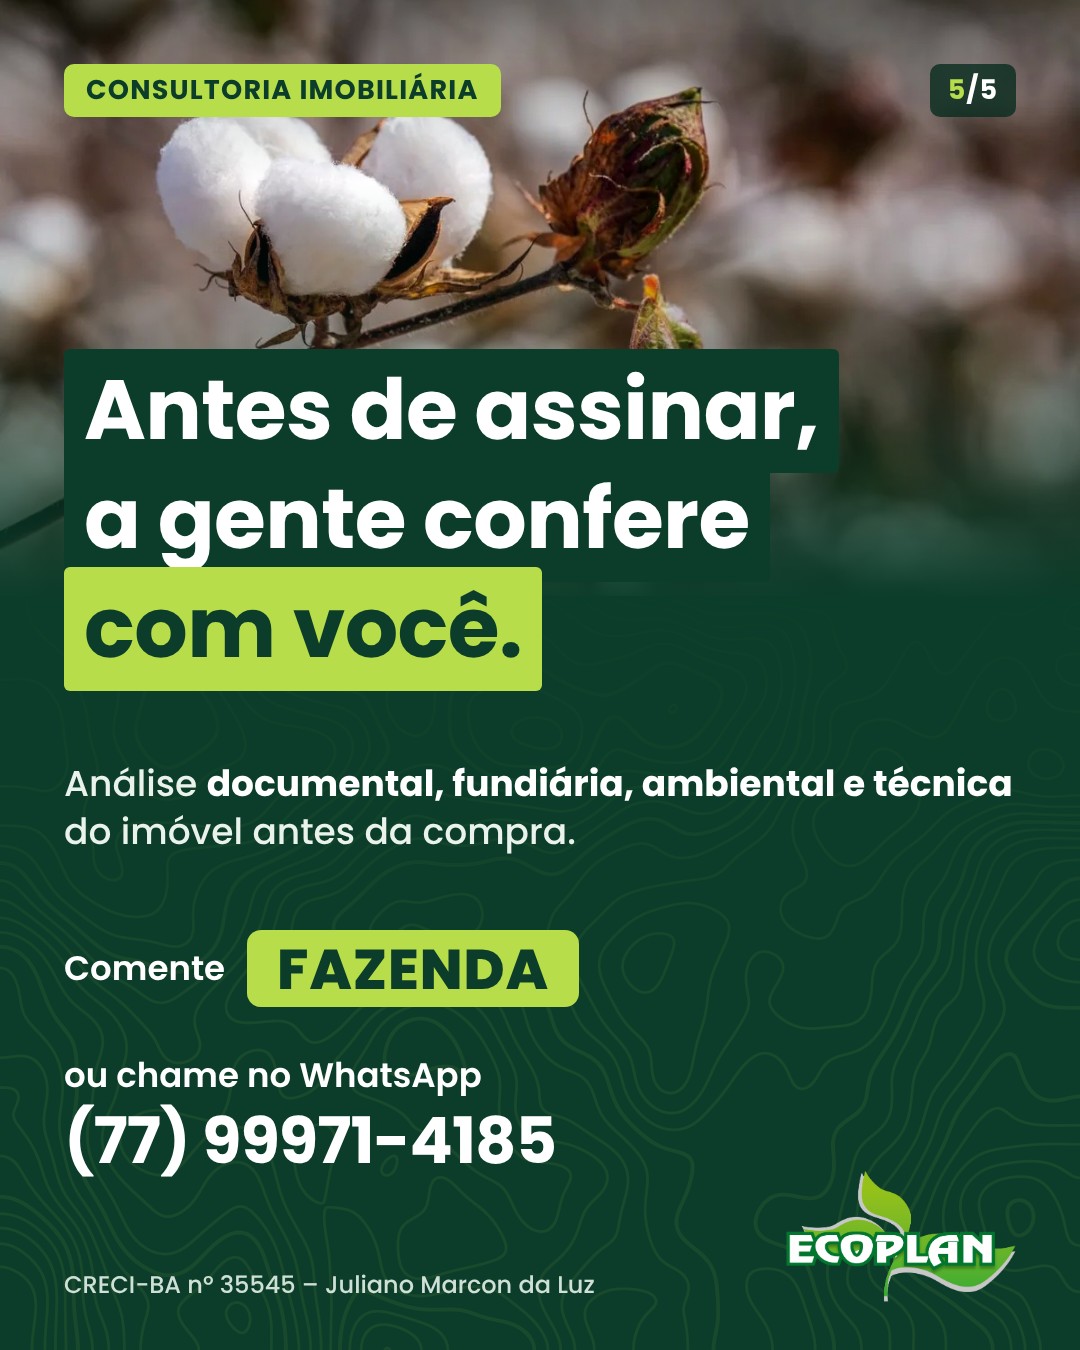 CONSULTORIA IMOBILIÁRIA
5/5
Antes de assinar,
a gente confere
com você.
Análise documental, fundiária, ambiental e técnica
do imóvel antes da compra.
Comente FAZENDA
ou chame no WhatsApp
(77) 99971-4185
ECOPLAN
CRECI-BA nº 35545 – Juliano Marcon da Luz